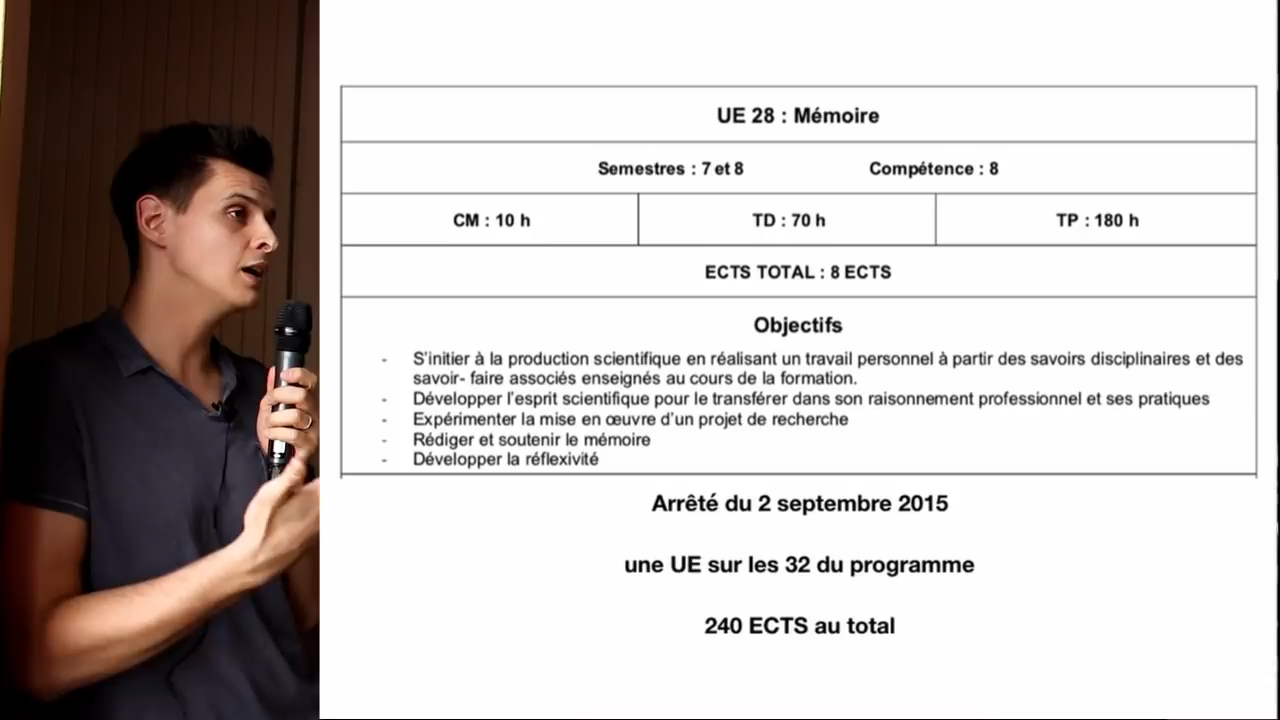 UE 28 : Mémoire
Semestres : 7 et 8 Compétence : 8
CM : 10 h TD : 70 h TP : 180 h
ECTS TOTAL : 8 ECTS
Objectifs
- S'initier à la production scientifique en réalisant un travail personnel à partir des savoirs disciplinaires et des
savoir- faire associés enseignés au cours de la formation.
- Développer l'esprit scientifique pour le transférer dans son raisonnement professionnel et ses pratiques
- Expérimenter la mise en œuvre d'un projet de recherche
- Rédiger et soutenir le mémoire
- Développer la réflexivité
Arrêté du 2 septembre 2015
une UE sur les 32 du programme
240 ECTS au total